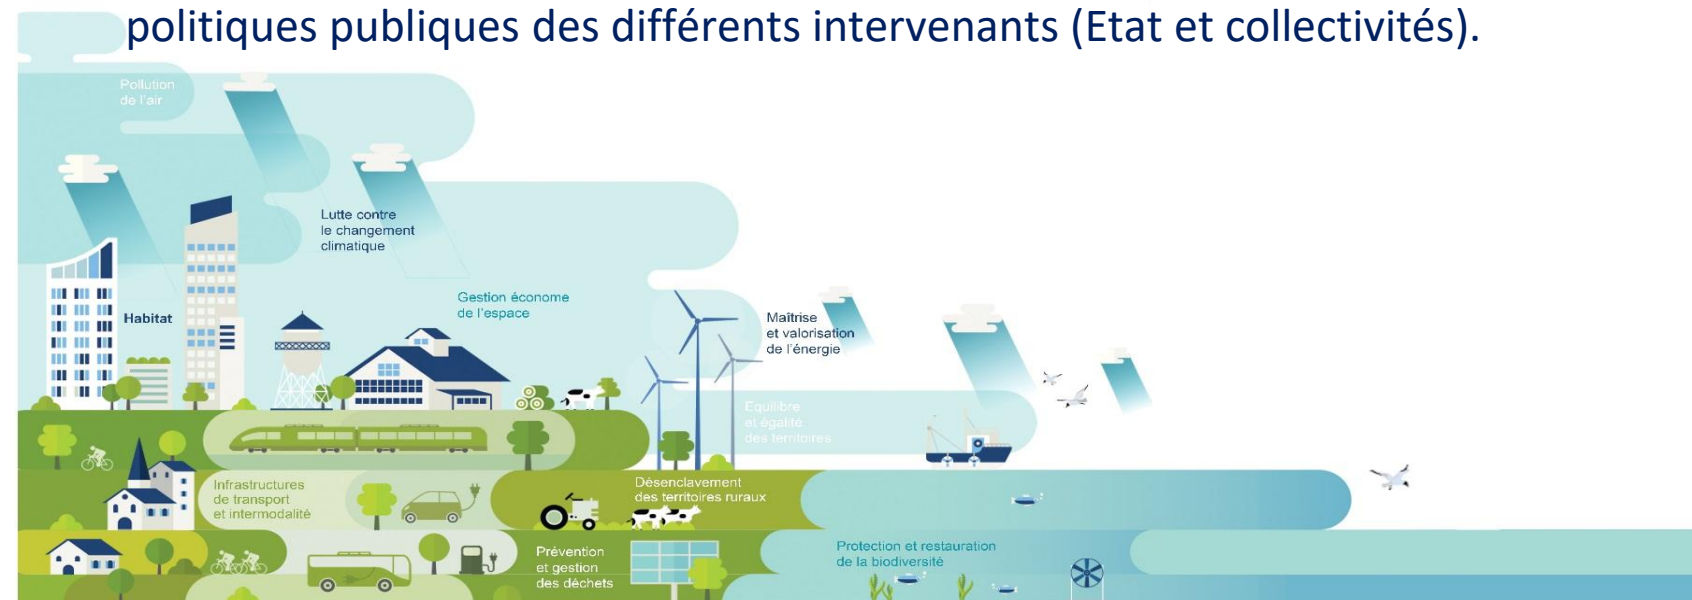 politiques publiques des différents intervenants (Etat et collectivités).
Pollution
de l'air
Lutte contre
le changement
climatique
Gestion économe
de l'espace
Habitat
Maîtrise
et valorisation
de l'énergie
Equilibre
et égalité
des territoires
Infrastructures
de transport
et intermodalité
Désenclavement
des territoires ruraux
Prévention
et gestion
des déchets
Protection et restauration
de la biodiversité